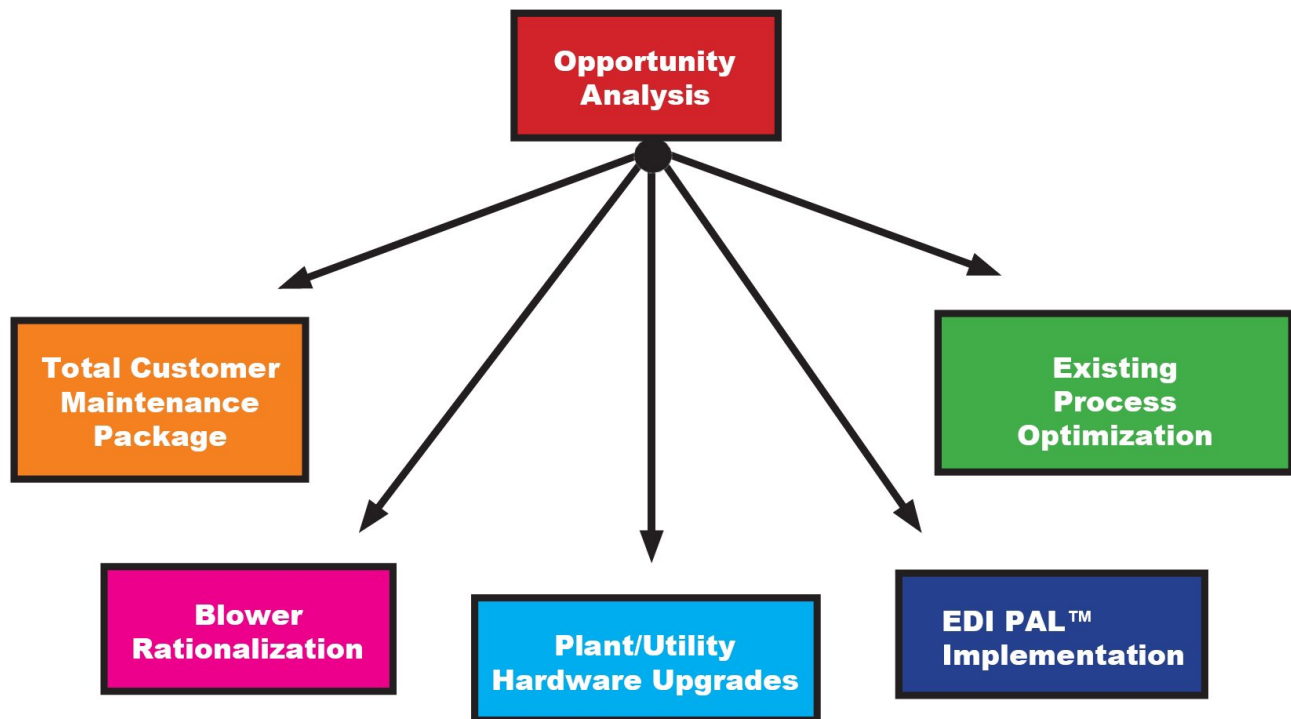 Opportunity
Analysis
Total Customer
Maintenance
Package
Existing
Process
Optimization
Blower
Rationalization
Plant/Utility
Hardware Upgrades
EDI PAL™
Implementation